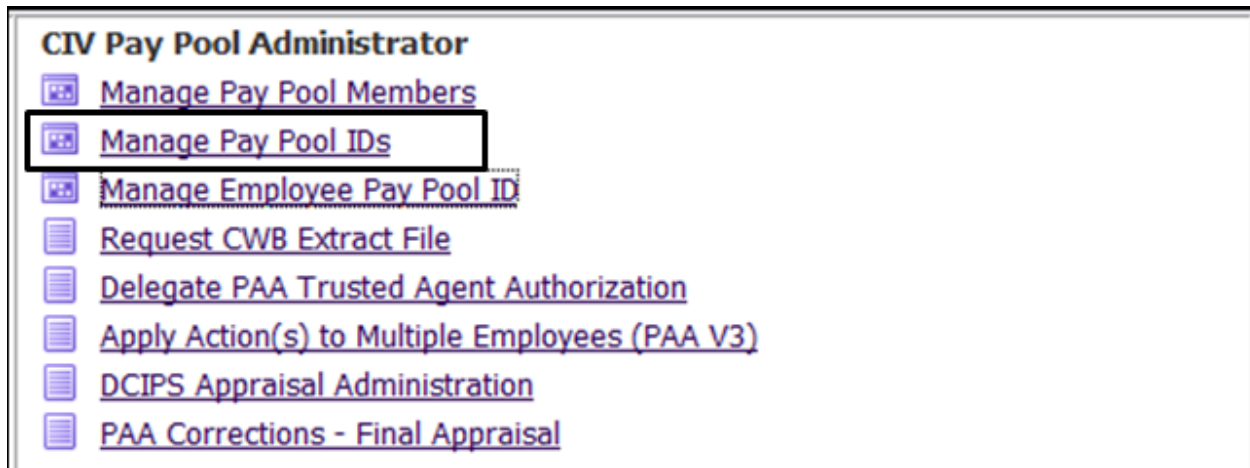 CIV Pay Pool Administrator
Manage Pay Pool Members
Manage Pay Pool IDs
Manage Employee Pay Pool ID
Request CWB Extract File
Delegate PAA Trusted Agent Authorization
Apply Action(s) to Multiple Employees (PAA V3)
DCIPS Appraisal Administration
PAA Corrections - Final Appraisal